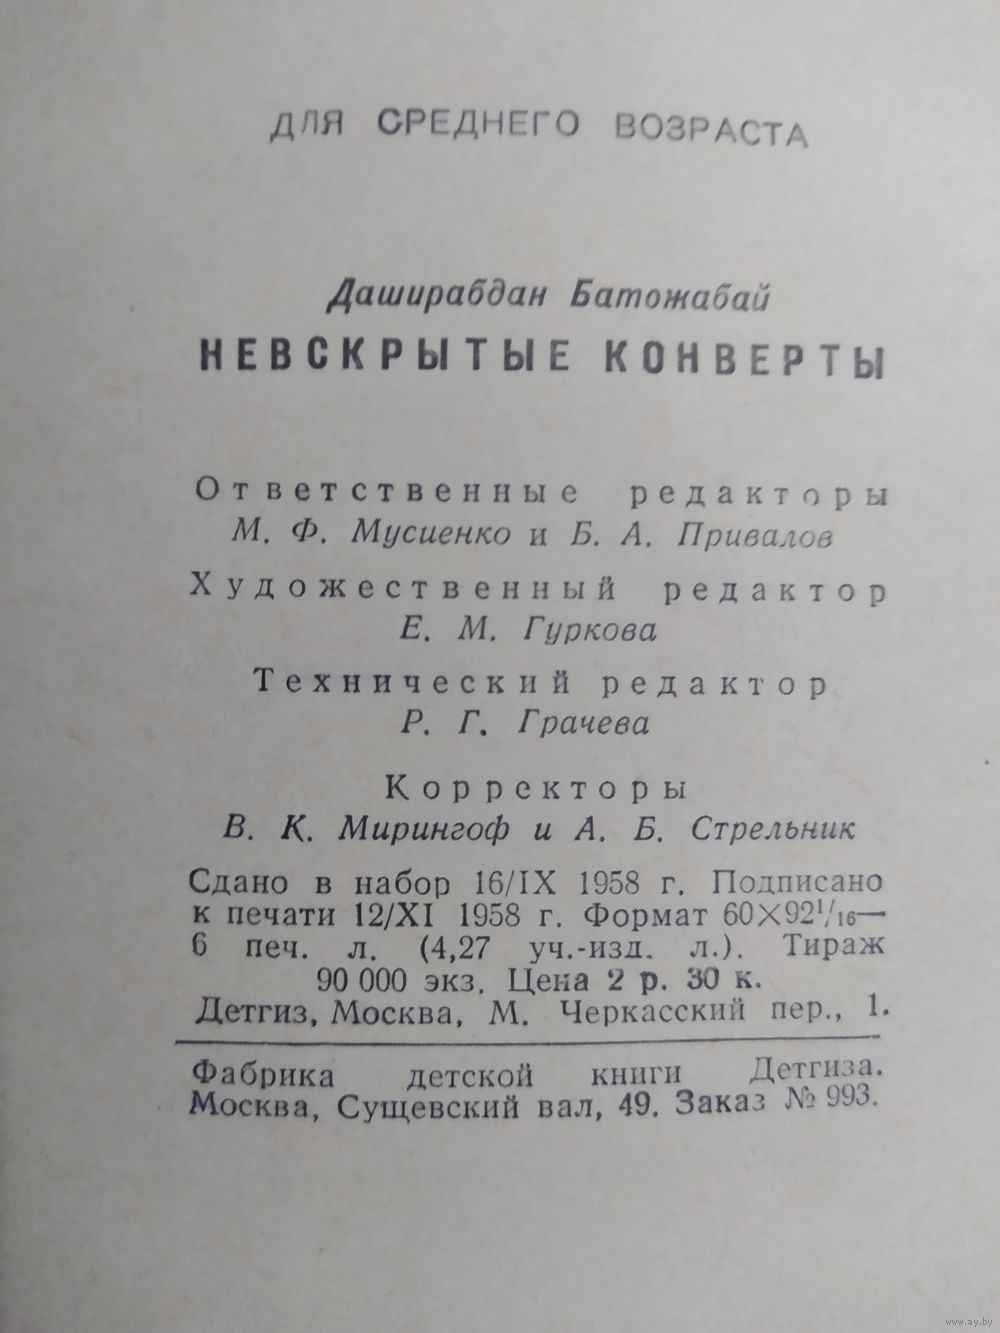 ДЛЯ СРЕДНЕГО ВОЗРАСТА
Даширабдан Батожабай
НЕВСКРЫТЫЕ КОНВЕРТЫ
Ответственные редакторы
М. Ф. Мусиенко и Б. А. Привалов
Художественный редактор
Е. М. Гуркова
Технический редактор
Р. Г. Грачева
Корректоры
В. К. Мирингоф и А. Б. Стрельник
Сдано в набор 16/IX 1958 г. Подписано
к печати 12/XI 1958 г. Формат 60×92¹/₁₆—
6 печ. л. (4,27 уч.-изд. л.). Тираж
90 000 экз. Цена 2 р. 30 к.
Детгиз, Москва, М. Черкасский пер., 1.
Фабрика детской книги Детгиза.
Москва, Сущевский вал, 49. Заказ № 993.
www.ay.by